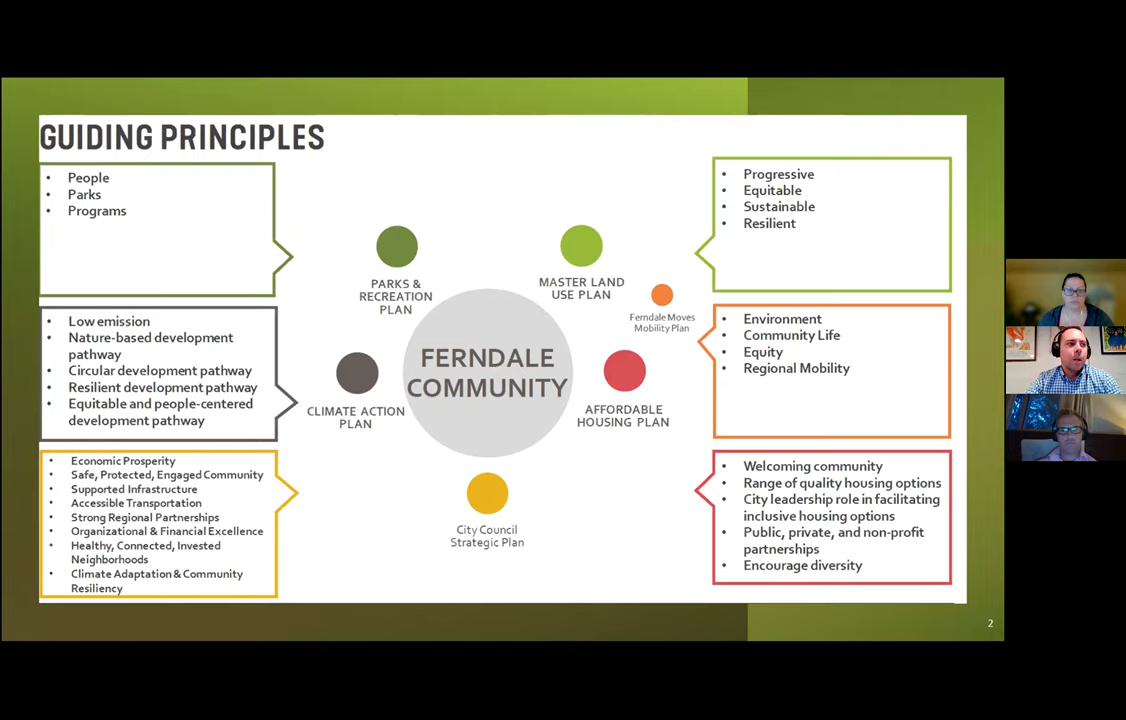 GUIDING PRINCIPLES
• People
• Parks
• Programs
• Low emission
• Nature-based development
pathway
• Circular development pathway
• Resilient development pathway
• Equitable and people-centered
development pathway
• Economic Prosperity
• Safe, Protected, Engaged Community
• Supported Infrastructure
• Accessible Transportation
• Strong Regional Partnerships
• Organizational & Financial Excellence
• Healthy, Connected, Invested
Neighborhoods
• Climate Adaptation & Community
Resiliency
PARKS &
RECREATION
PLAN
MASTER LAND
USE PLAN
Ferndale Moves
Mobility Plan
FERNDALE
COMMUNITY
CLIMATE ACTION
PLAN
AFFORDABLE
HOUSING PLAN
City Council
Strategic Plan
• Progressive
• Equitable
• Sustainable
• Resilient
• Environment
• Community Life
• Equity
• Regional Mobility
• Welcoming community
• Range of quality housing options
• City leadership role in facilitating
inclusive housing options
• Public, private, and non-profit
partnerships
• Encourage diversity
2